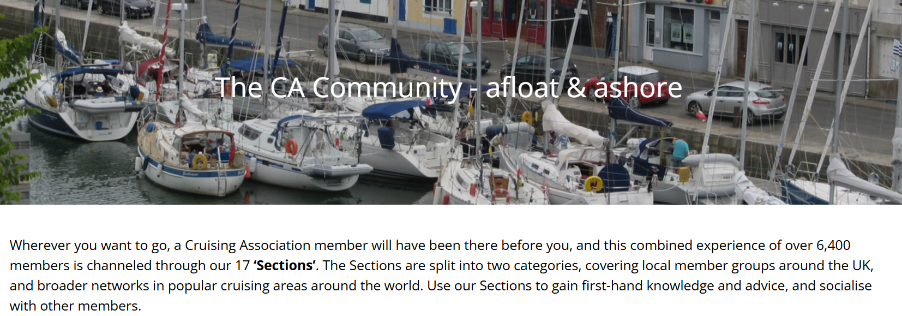 The CA Community - afloat & ashore
Wherever you want to go, a Cruising Association member will have been there before you, and this combined experience of over 6,400
members is channeled through our 17 ‘Sections’. The Sections are split into two categories, covering local member groups around the UK,
and broader networks in popular cruising areas around the world. Use our Sections to gain first-hand knowledge and advice, and socialise
with other members.